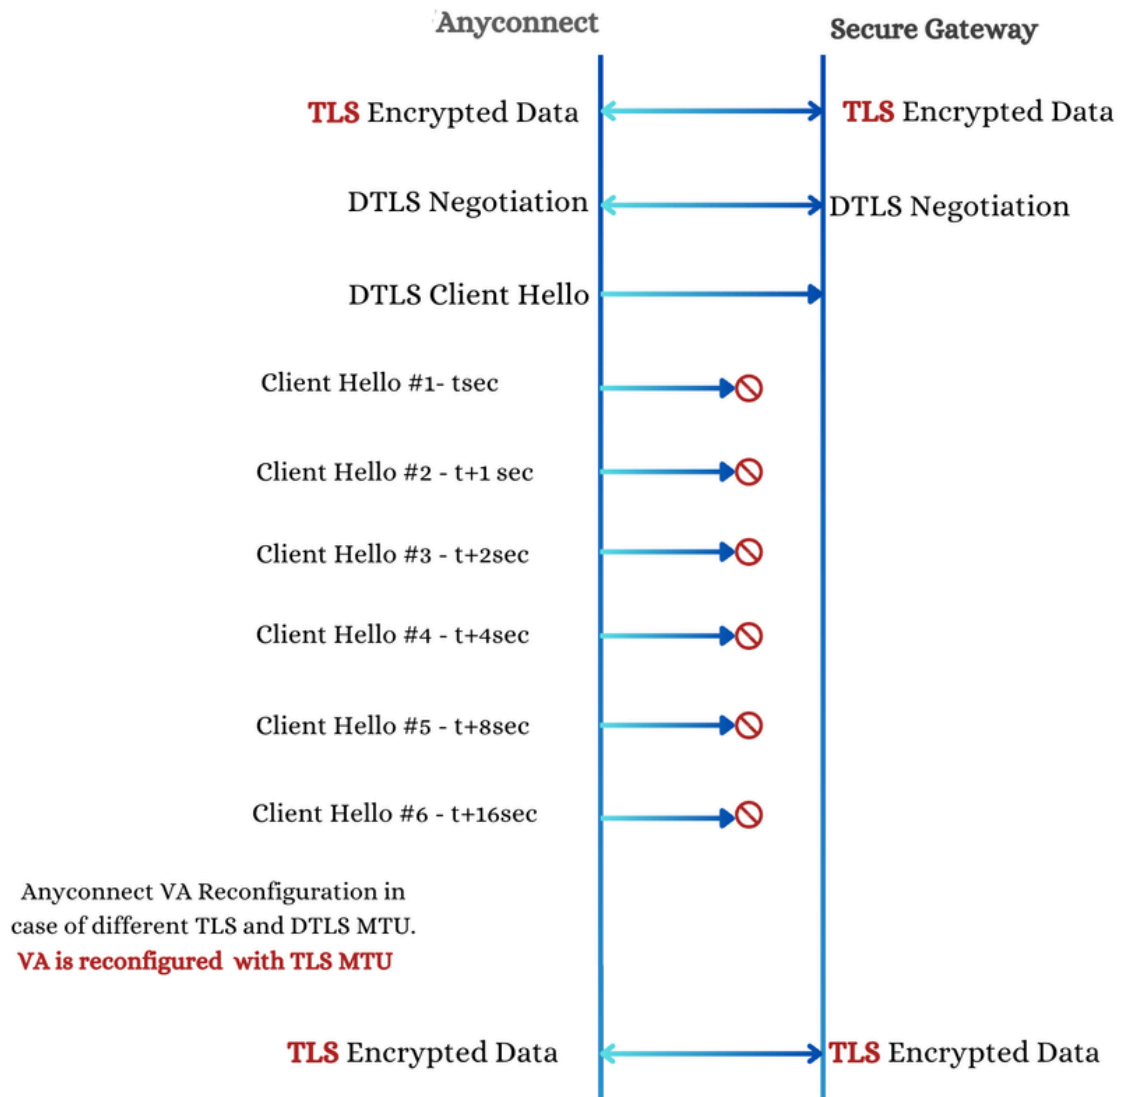 Anyconnect
Secure Gateway
TLS Encrypted Data
TLS Encrypted Data
DTLS Negotiation
DTLS Negotiation
DTLS Client Hello
Client Hello #1- tsec
Client Hello #2 - t+1 sec
Client Hello #3 - t+2sec
Client Hello #4 - t+4sec
Client Hello #5 - t+8sec
Client Hello #6 - t+16sec
Anyconnect VA Reconfiguration in
case of different TLS and DTLS MTU.
VA is reconfigured with TLS MTU
TLS Encrypted Data
TLS Encrypted Data